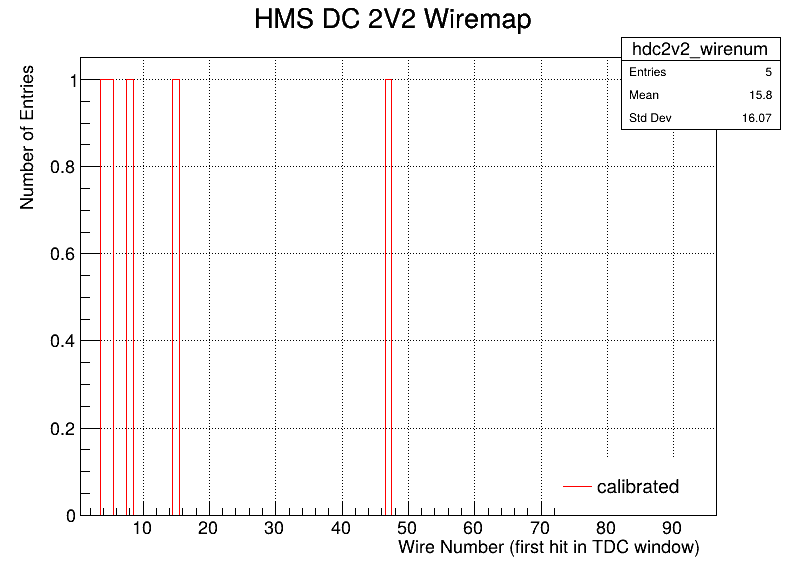 HMS DC 2V2 Wiremap
hdc2v2_wirenum
Entries 5
Mean 15.8
Std Dev 16.07
Number of Entries
1
0.8
0.6
0.4
0.2
0
calibrated
10 20 30 40 50 60 70 80 90
Wire Number (first hit in TDC window)